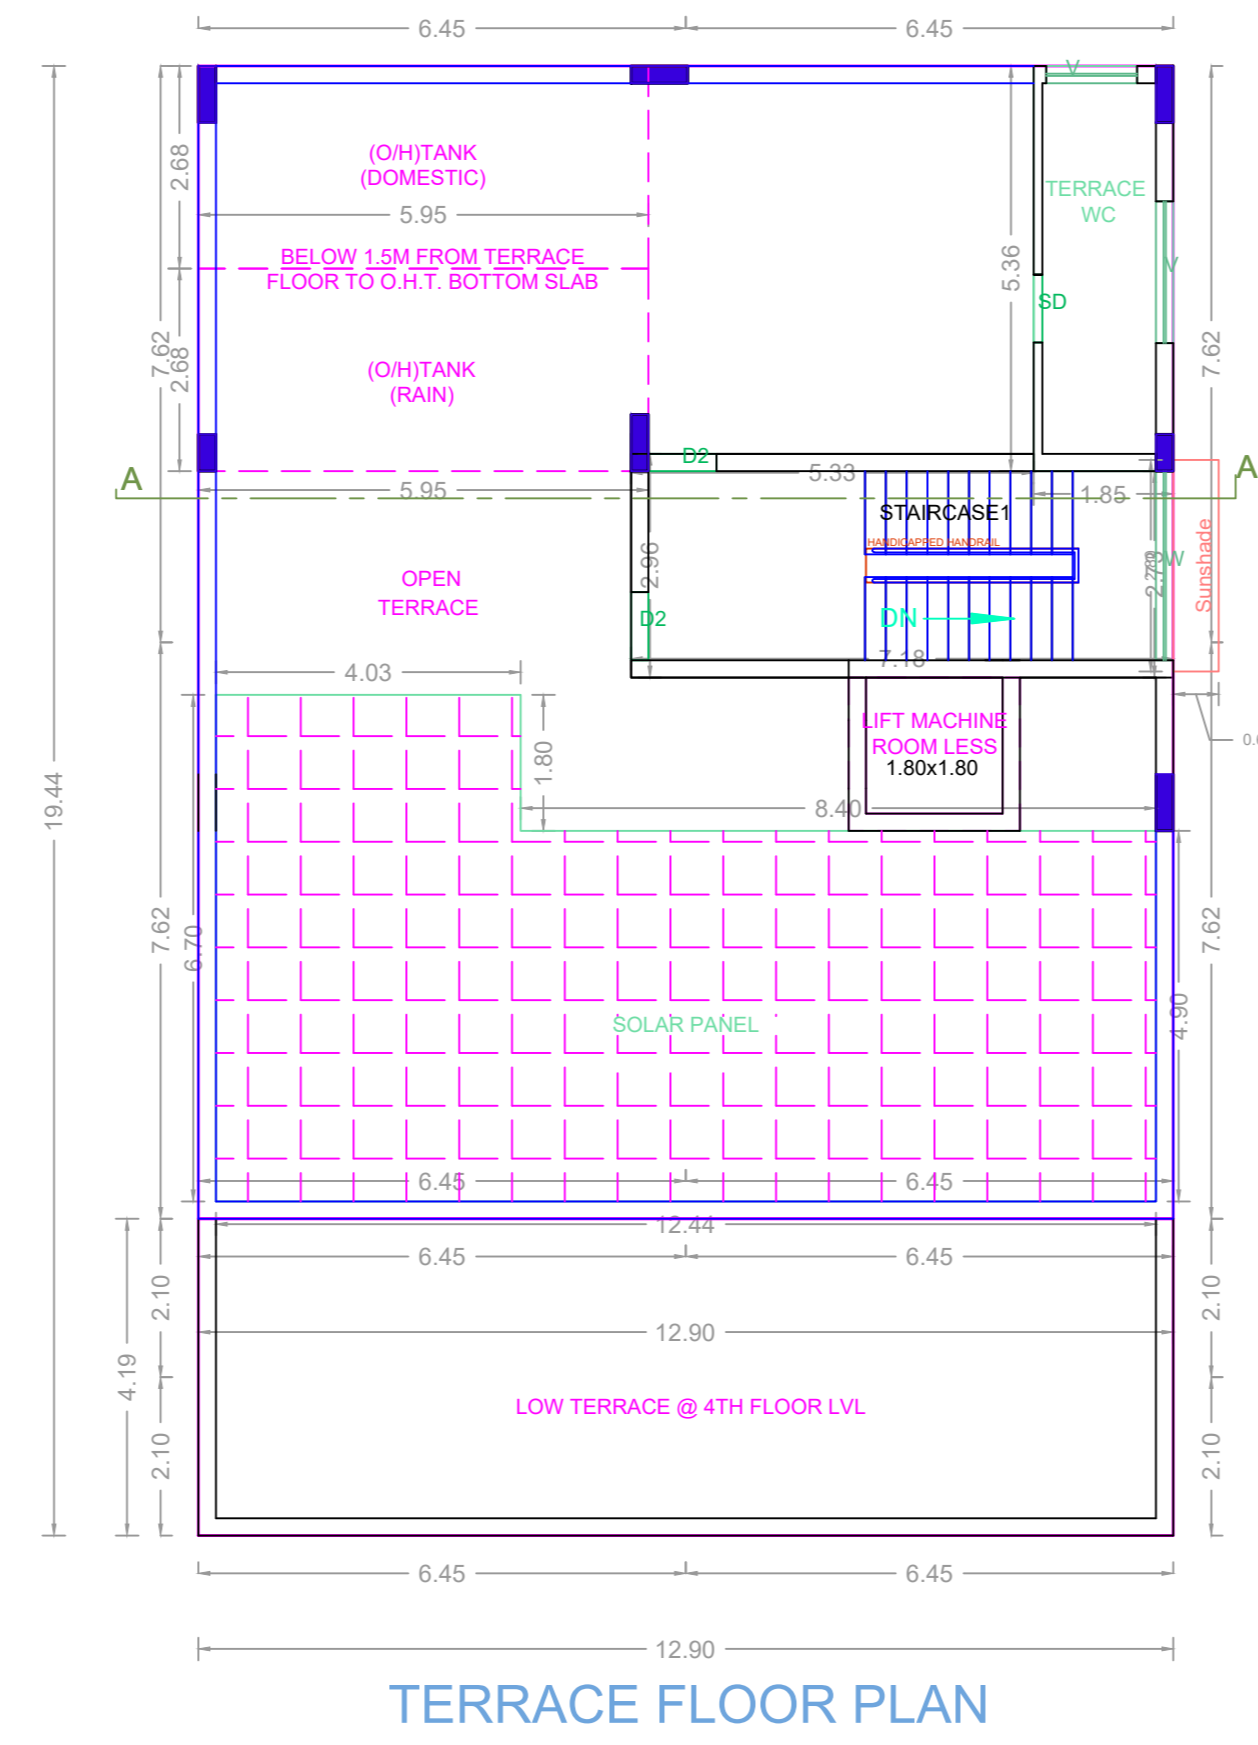 6.45
6.45
V
2.68
(O/H)TANK
(DOMESTIC)
TERRACE
WC
5.95
BELOW 1.5M FROM TERRACE
FLOOR TO O.H.T. BOTTOM SLAB
5.36
V
SD
7.62
7.62
2.68
(O/H)TANK
(RAIN)
D2
5.33
A
A
5.95
1.85
STAIRCASE1
HANDICAPPED HANDRAIL
2.96
W
Sunshade
OPEN
TERRACE
D2
DN
7.18
4.03
LIFT MACHINE
ROOM LESS
1.80x1.80
1.80
8.40
19.44
7.62
6.70
7.62
4.90
SOLAR PANEL
6.45
6.45
12.44
6.45
6.45
2.10
2.10
12.90
4.19
LOW TERRACE @ 4TH FLOOR LVL
2.10
2.10
6.45
6.45
12.90
TERRACE FLOOR PLAN